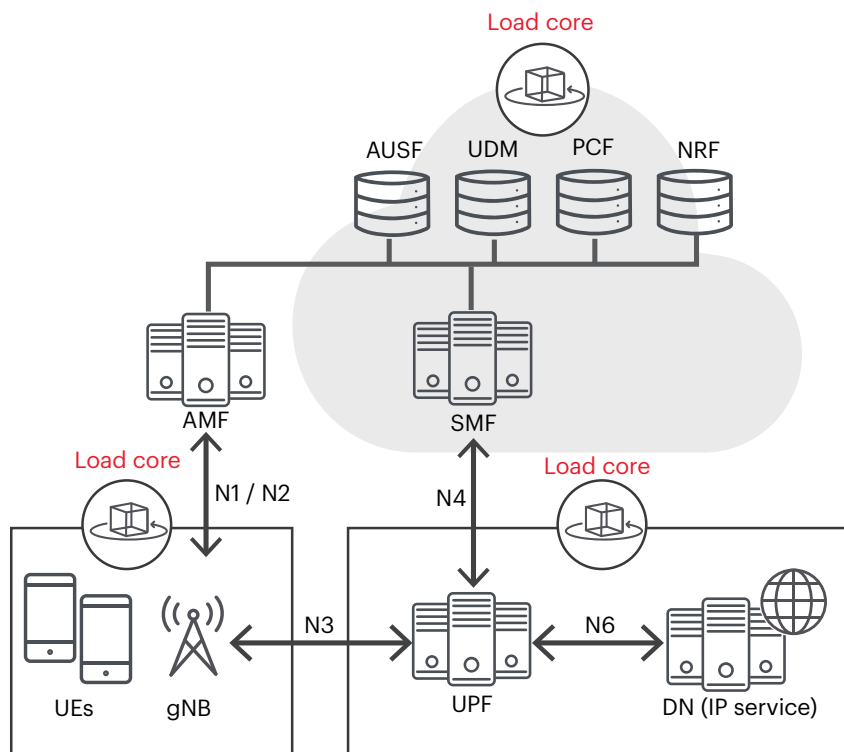 Load core
AUSF
UDM
PCF
NRF
AMF
SMF
Load core
N1 / N2
N4
Load core
N3
N6
UEs
gNB
UPF
DN (IP service)